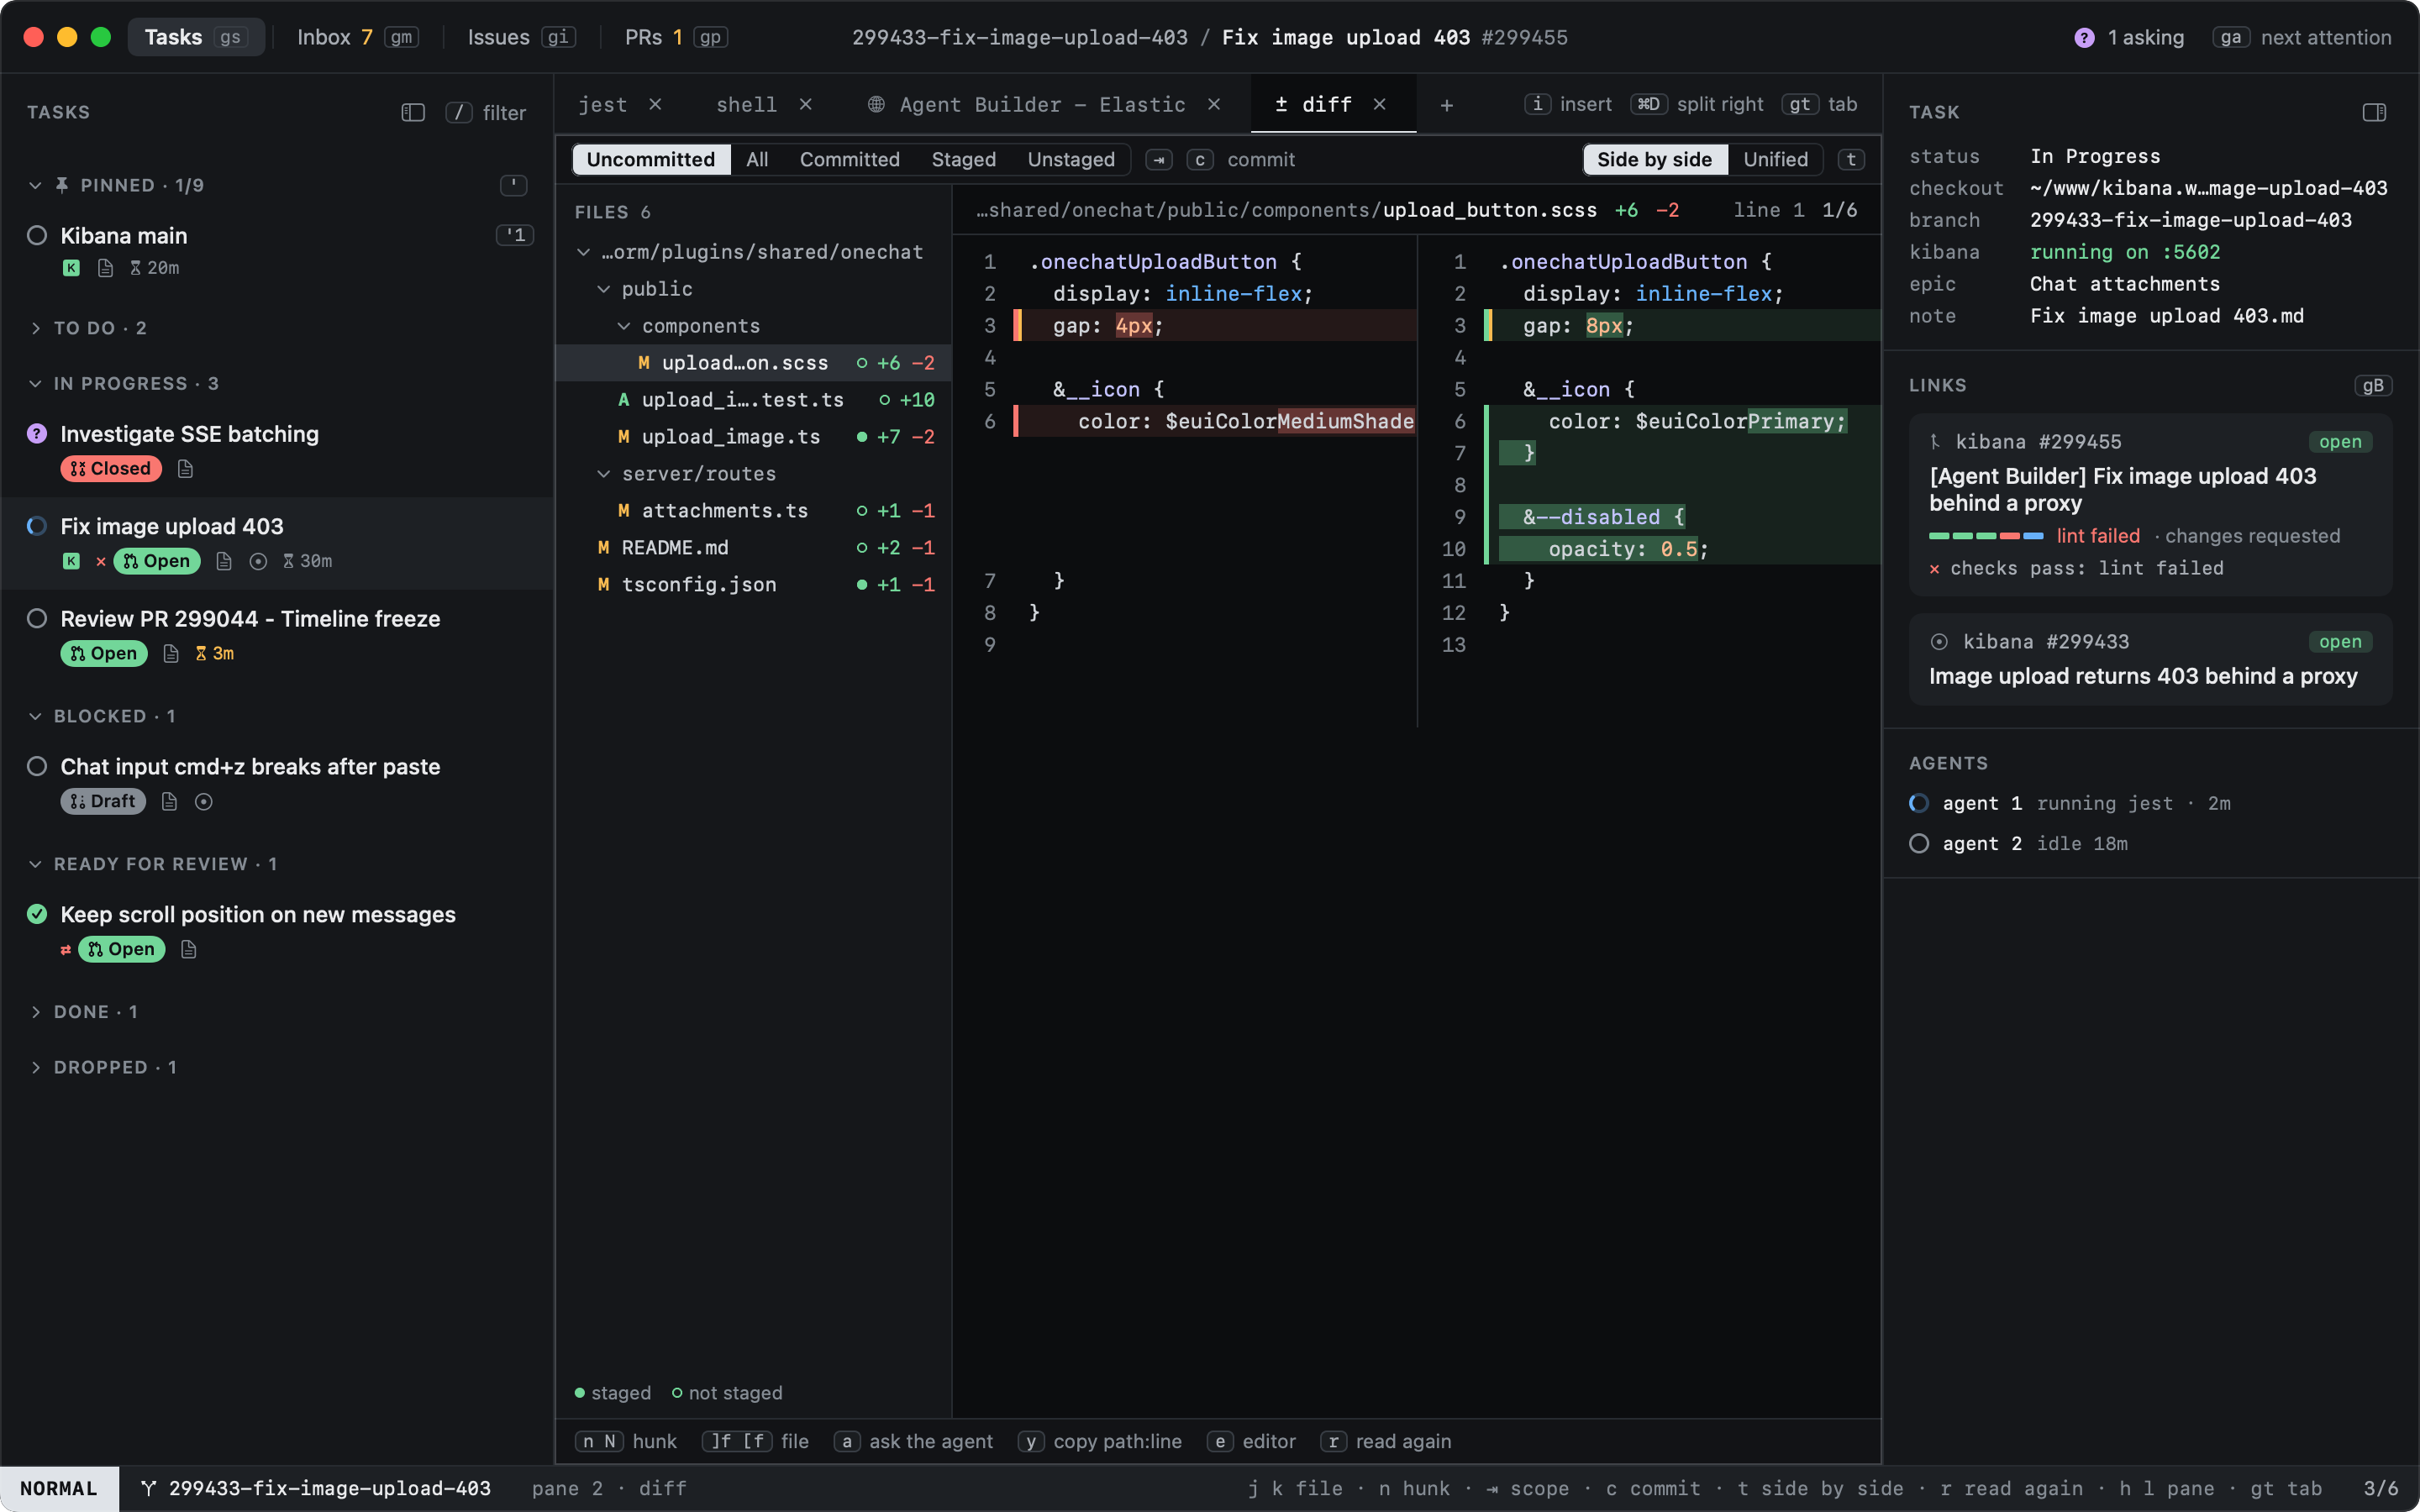 Tasks gs Inbox 7 gm Issues gi PRs 1 gp 299433-fix-image-upload-403 / Fix image upload 403 #299455 ? 1 asking ga next attention
TASKS / filter
PINNED · 1/9 '
Kibana main '1
K 20m
TO DO · 2
IN PROGRESS · 3
? Investigate SSE batching
Closed
Fix image upload 403
K × Open 30m
Review PR 299044 - Timeline freeze
Open 3m
BLOCKED · 1
Chat input cmd+z breaks after paste
Draft
READY FOR REVIEW · 1
Keep scroll position on new messages
Open
DONE · 1
DROPPED · 1
jest × shell × Agent Builder – Elastic × ± diff × + i insert ⌘D split right gt tab
Uncommitted All Committed Staged Unstaged ⇥ c commit Side by side Unified t
FILES 6
…orm/plugins/shared/onechat
public
components
M upload…on.scss +6 −2
A upload_i….test.ts +10
M upload_image.ts +7 −2
server/routes
M attachments.ts +1 −1
M README.md +2 −1
M tsconfig.json +1 −1
staged not staged
…shared/onechat/public/components/upload_button.scss +6 −2 line 1 1/6
1 .onechatUploadButton {
2 display: inline-flex;
3 gap: 4px;
4
5 &__icon {
6 color: $euiColorMediumShade
7 }
8 }
9
1 .onechatUploadButton {
2 display: inline-flex;
3 gap: 8px;
4
5 &__icon {
6 color: $euiColorPrimary;
7 }
8
9 &--disabled {
10 opacity: 0.5;
11 }
12 }
13
n N hunk ]f [f file a ask the agent y copy path:line e editor r read again
TASK
status In Progress
checkout ~/www/kibana.w…mage-upload-403
branch 299433-fix-image-upload-403
kibana running on :5602
epic Chat attachments
note Fix image upload 403.md
LINKS gB
kibana #299455 open
[Agent Builder] Fix image upload 403
behind a proxy
lint failed · changes requested
× checks pass: lint failed
kibana #299433 open
Image upload returns 403 behind a proxy
AGENTS
agent 1 running jest · 2m
agent 2 idle 18m
NORMAL 299433-fix-image-upload-403 pane 2 · diff j k file · n hunk · ⇥ scope · c commit · t side by side · r read again · h l pane · gt tab 3/6